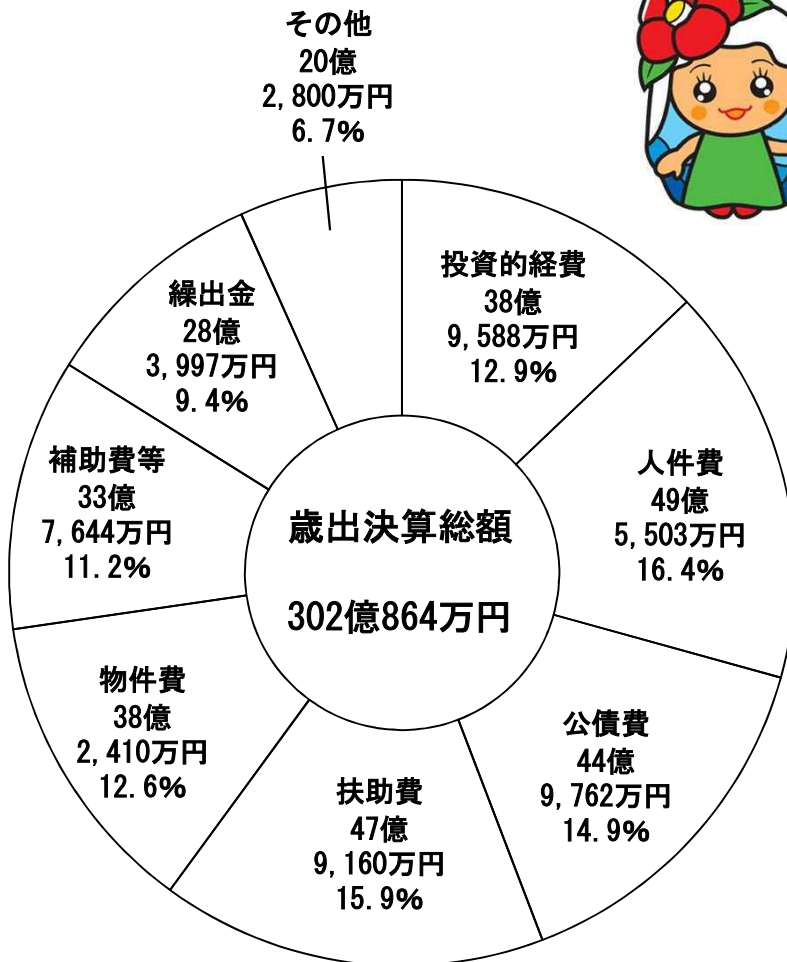 その他
20億
2,800万円
6.7%
投資的経費
38億
9,588万円
12.9%
人件費
49億
5,503万円
16.4%
公債費
44億
9,762万円
14.9%
扶助費
47億
9,160万円
15.9%
物件費
38億
2,410万円
12.6%
補助費等
33億
7,644万円
11.2%
繰出金
28億
3,997万円
9.4%
歳出決算総額
302億864万円